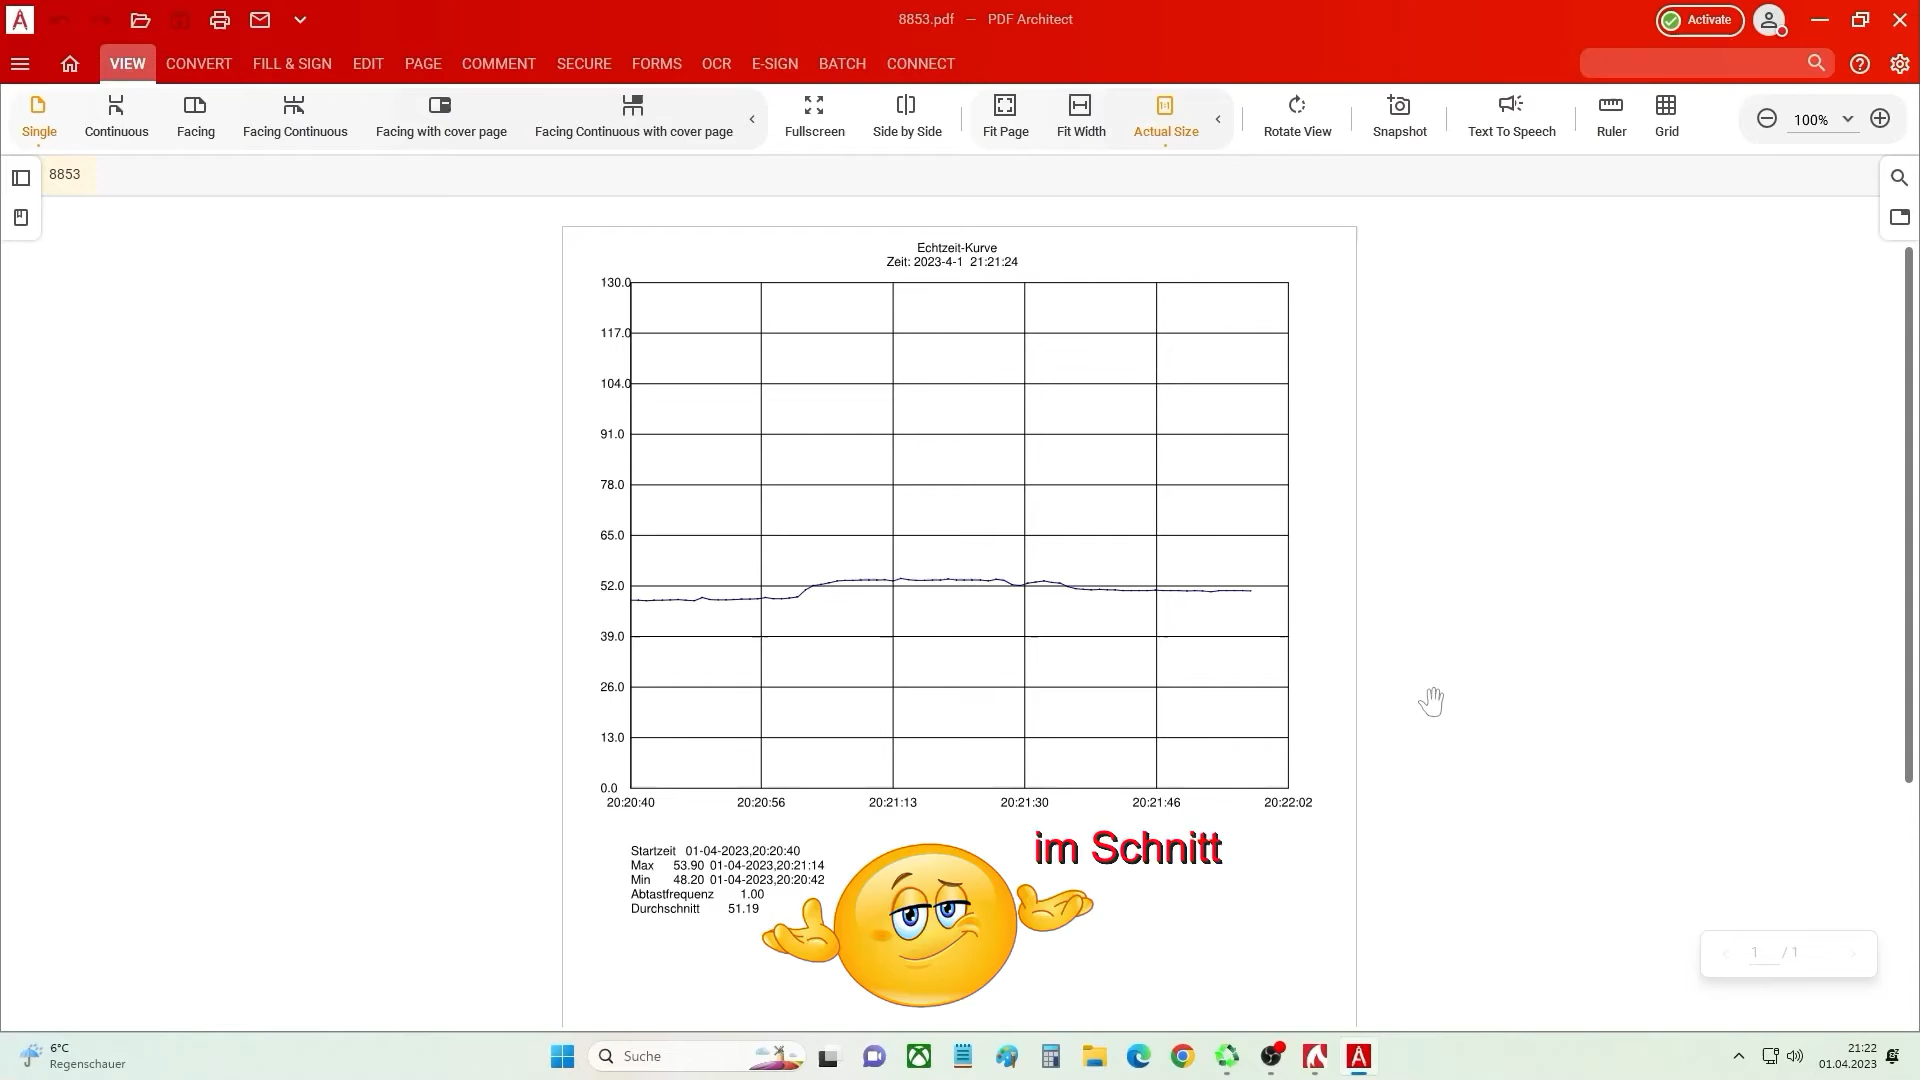 8853.pdf — PDF Architect
Activate
VIEW CONVERT FILL & SIGN EDIT PAGE COMMENT SECURE FORMS OCR E-SIGN BATCH CONNECT
Single Continuous Facing Facing Continuous Facing with cover page Facing Continuous with cover page Fullscreen Side by Side Fit Page Fit Width Actual Size Rotate View Snapshot Text To Speech Ruler Grid 100%
8853
Echtzeit-Kurve
Zeit: 2023-4-1 21:21:24
130.0
117.0
104.0
91.0
78.0
65.0
52.0
39.0
26.0
13.0
0.0
20:20:40 20:20:56 20:21:13 20:21:30 20:21:46 20:22:02
im Schnitt
Startzeit 01-04-2023,20:20:40
Max 53.90 01-04-2023,20:21:14
Min 48.20 01-04-2023,20:20:42
Abtastfrequenz 1.00
Durchschnitt 51.19
1 / 1
6°C
Regenschauer
Suche
21:22
01.04.2023